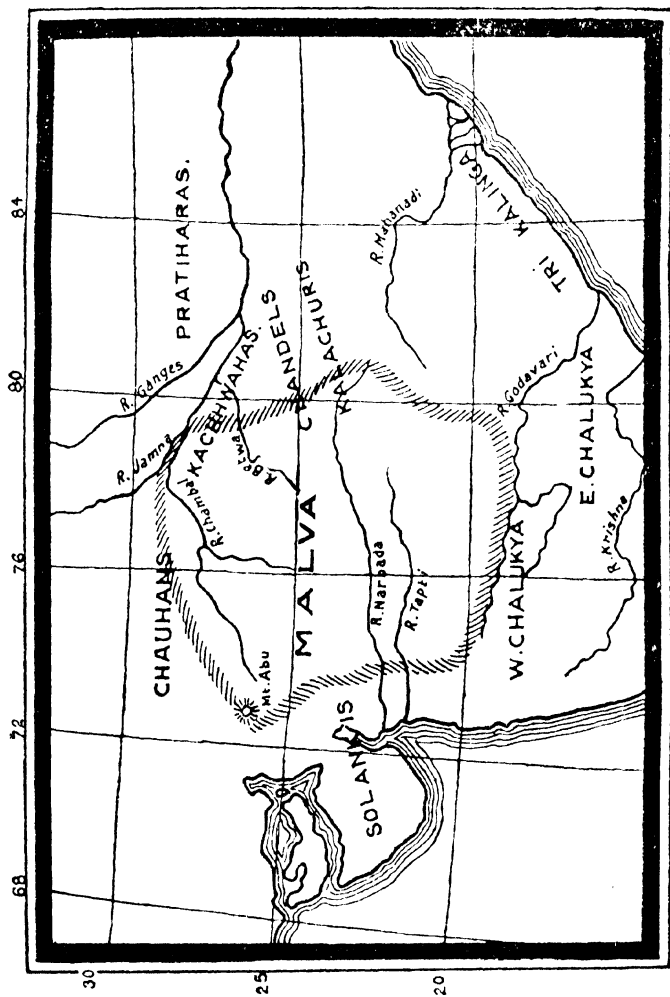 68
72
76
80
84
30
25
20
R. Ganges
PRATIHARAS.
R. Jamna
CHAUHANS
KACHHWAHAS.
R. Chambal
R. Betwa
CHANDELS
Mt. Abu
MALVA
KALACHURIS
SOLANKIS
R. Narbada
R. Tapti
R. Mahanadi
TRI KALINGA
R. Godavari
W. CHALUKYA
E. CHALUKYA
R. Krishne